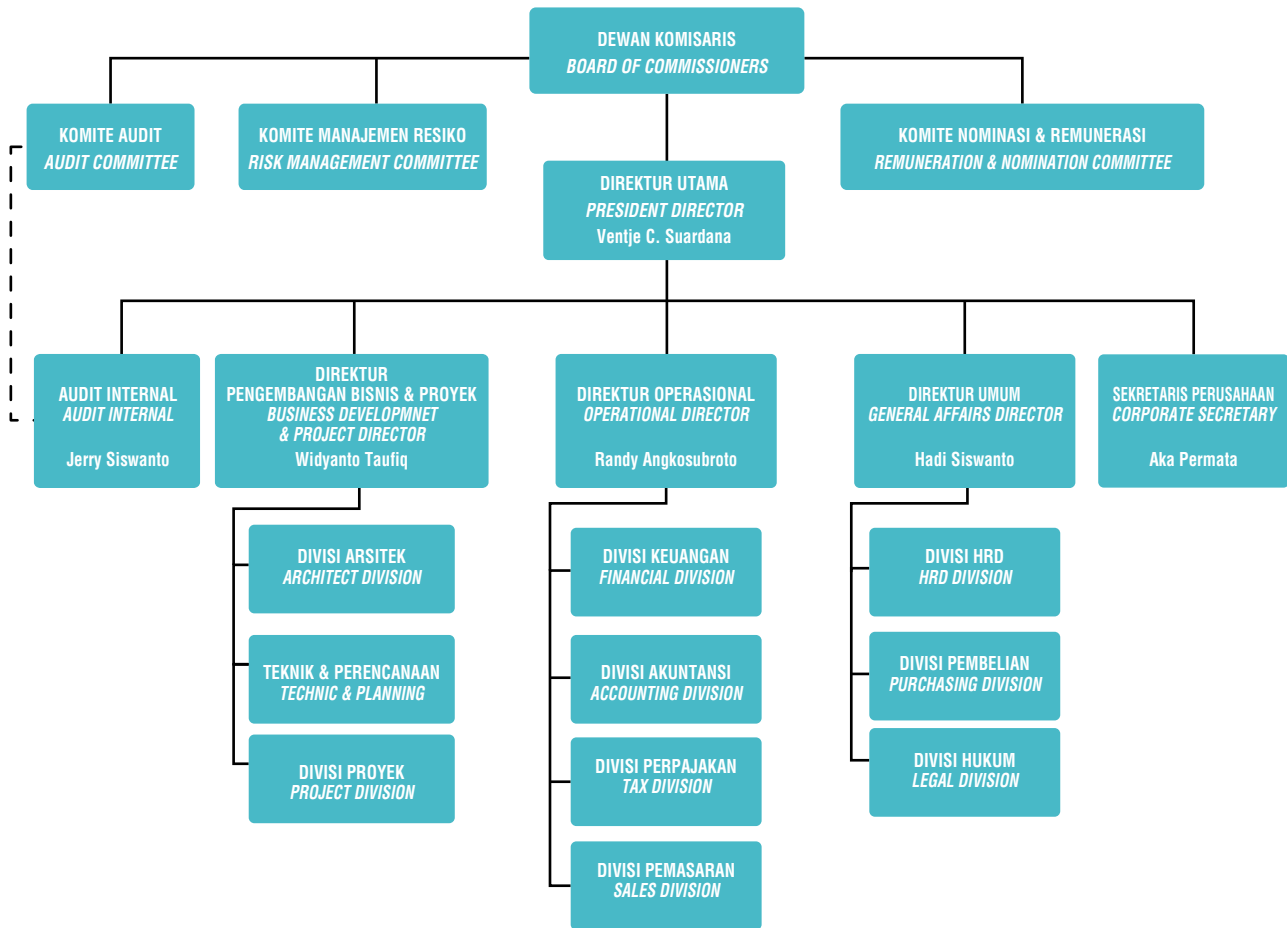 DEWAN KOMISARIS
BOARD OF COMMISSIONERS
KOMITE AUDIT
AUDIT COMMITTEE
KOMITE MANAJEMEN RESIKO
RISK MANAGEMENT COMMITTEE
KOMITE NOMINASI & REMUNERASI
REMUNERATION & NOMINATION COMMITTEE
DIREKTUR UTAMA
PRESIDENT DIRECTOR
Ventje C. Suardana
AUDIT INTERNAL
AUDIT INTERNAL
Jerry Siswanto
DIREKTUR
PENGEMBANGAN BISNIS & PROYEK
BUSINESS DEVELOPMNET
& PROJECT DIRECTOR
Widyanto Taufiq
DIREKTUR OPERASIONAL
OPERATIONAL DIRECTOR
Randy Angkosubroto
DIREKTUR UMUM
GENERAL AFFAIRS DIRECTOR
Hadi Siswanto
SEKRETARIS PERUSAHAAN
CORPORATE SECRETARY
Aka Permata
DIVISI ARSITEK
ARCHITECT DIVISION
TEKNIK & PERENCANAAN
TECHNIC & PLANNING
DIVISI PROYEK
PROJECT DIVISION
DIVISI KEUANGAN
FINANCIAL DIVISION
DIVISI AKUNTANSI
ACCOUNTING DIVISION
DIVISI PERPAJAKAN
TAX DIVISION
DIVISI PEMASARAN
SALES DIVISION
DIVISI HRD
HRD DIVISION
DIVISI PEMBELIAN
PURCHASING DIVISION
DIVISI HUKUM
LEGAL DIVISION